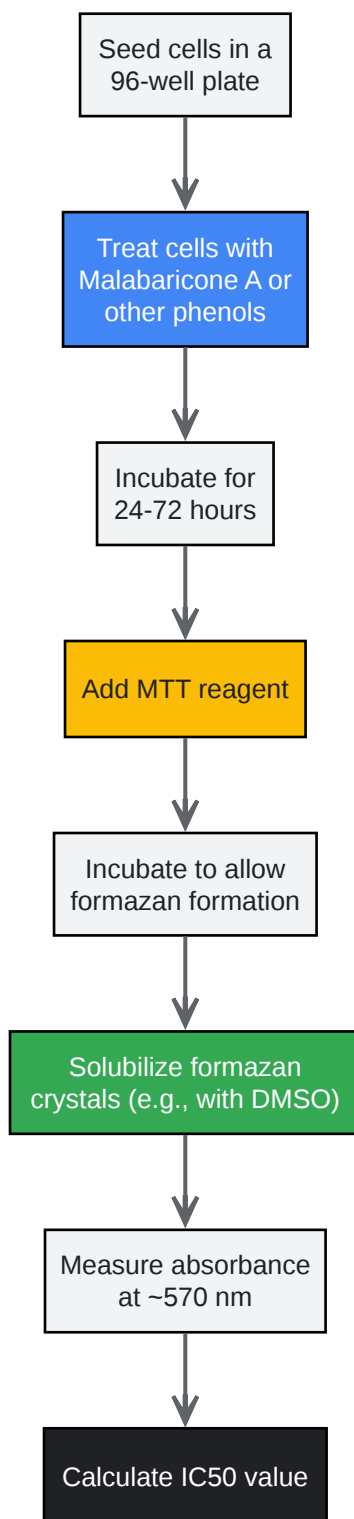 Seed cells in a
96-well plate
Treat cells with
Malabaricone A or
other phenols
Incubate for
24-72 hours
Add MTT reagent
Incubate to allow
formazan formation
Solubilize formazan
crystals (e.g., with DMSO)
Measure absorbance
at ~570 nm
Calculate IC50 value